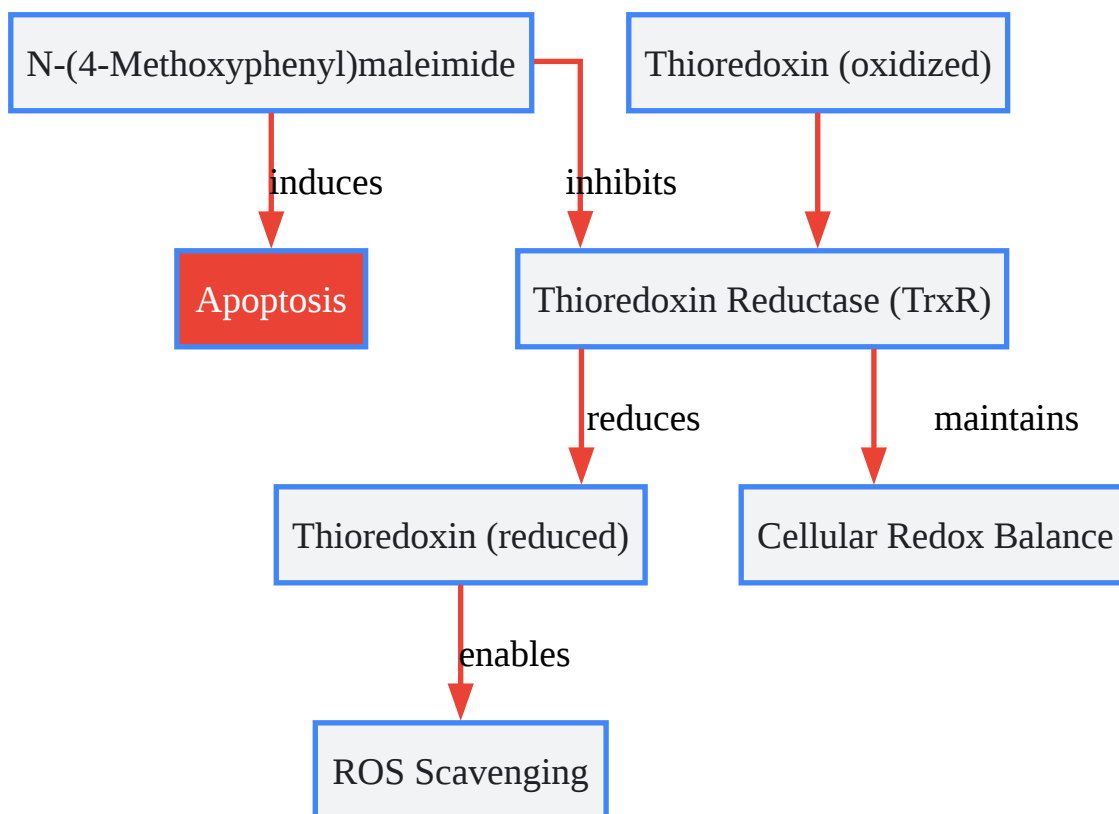 N-(4-Methoxyphenyl)maleimide
Thioredoxin (oxidized)
induces
inhibits
Apoptosis
Thioredoxin Reductase (TrxR)
reduces
maintains
Thioredoxin (reduced)
Cellular Redox Balance
enables
ROS Scavenging